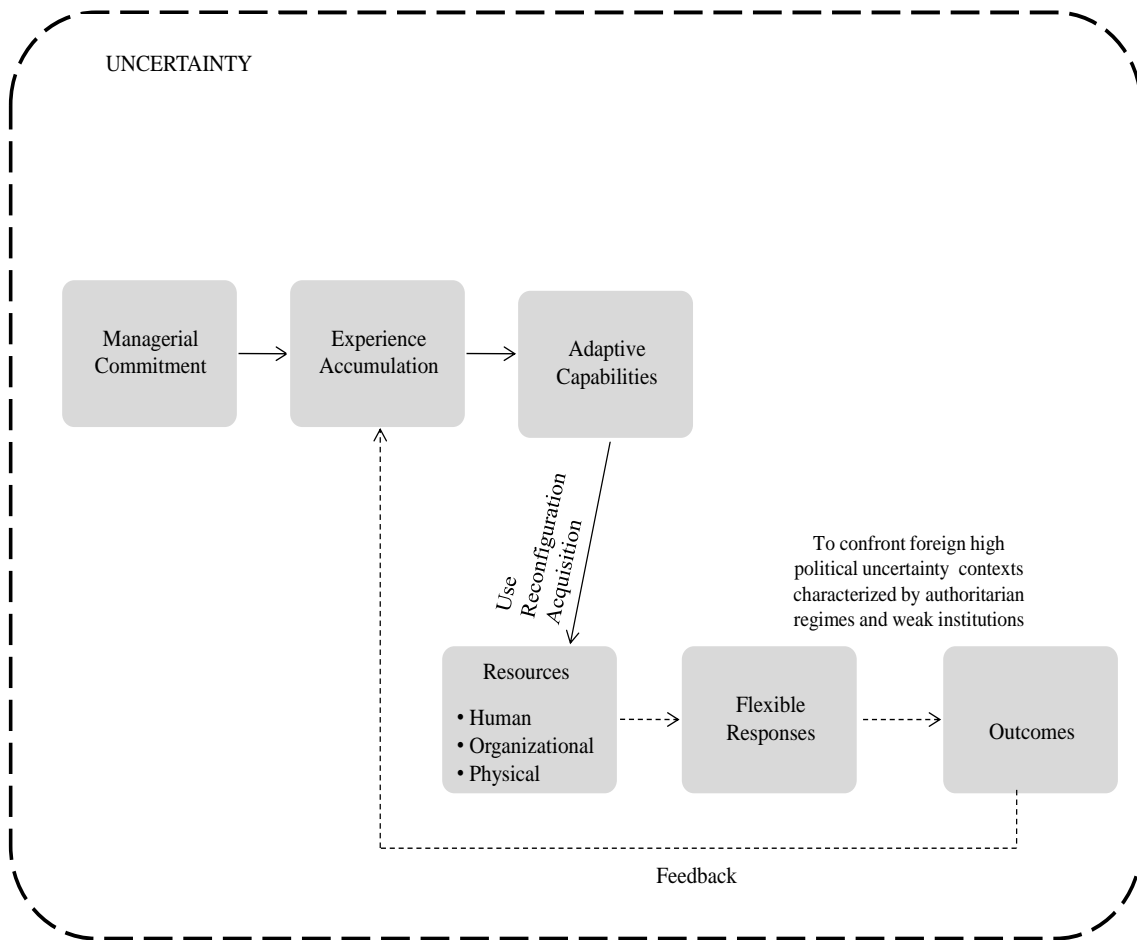 UNCERTAINTY
Managerial
Commitment
Experience
Accumulation
Adaptive
Capabilities
Use
Reconfiguration
Acquisition
To confront foreign high
political uncertainty contexts
characterized by authoritarian
regimes and weak institutions
Resources
• Human
• Organizational
• Physical
Flexible
Responses
Outcomes
Feedback